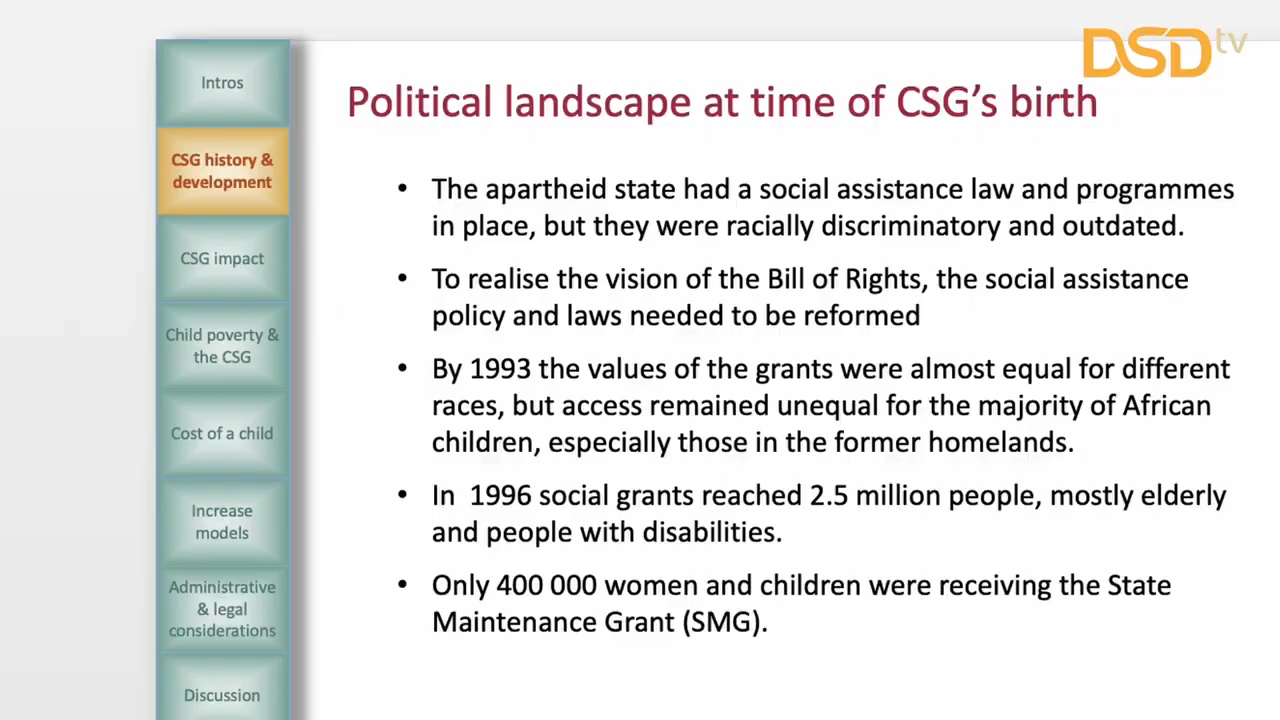 DSD tv
Intros
CSG history &
development
CSG impact
Child poverty &
the CSG
Cost of a child
Increase
models
Administrative
& legal
considerations
Discussion
Political landscape at time of CSG’s birth
• The apartheid state had a social assistance law and programmes
in place, but they were racially discriminatory and outdated.
• To realise the vision of the Bill of Rights, the social assistance
policy and laws needed to be reformed
• By 1993 the values of the grants were almost equal for different
races, but access remained unequal for the majority of African
children, especially those in the former homelands.
• In  1996 social grants reached 2.5 million people, mostly elderly
and people with disabilities.
• Only 400 000 women and children were receiving the State
Maintenance Grant (SMG).